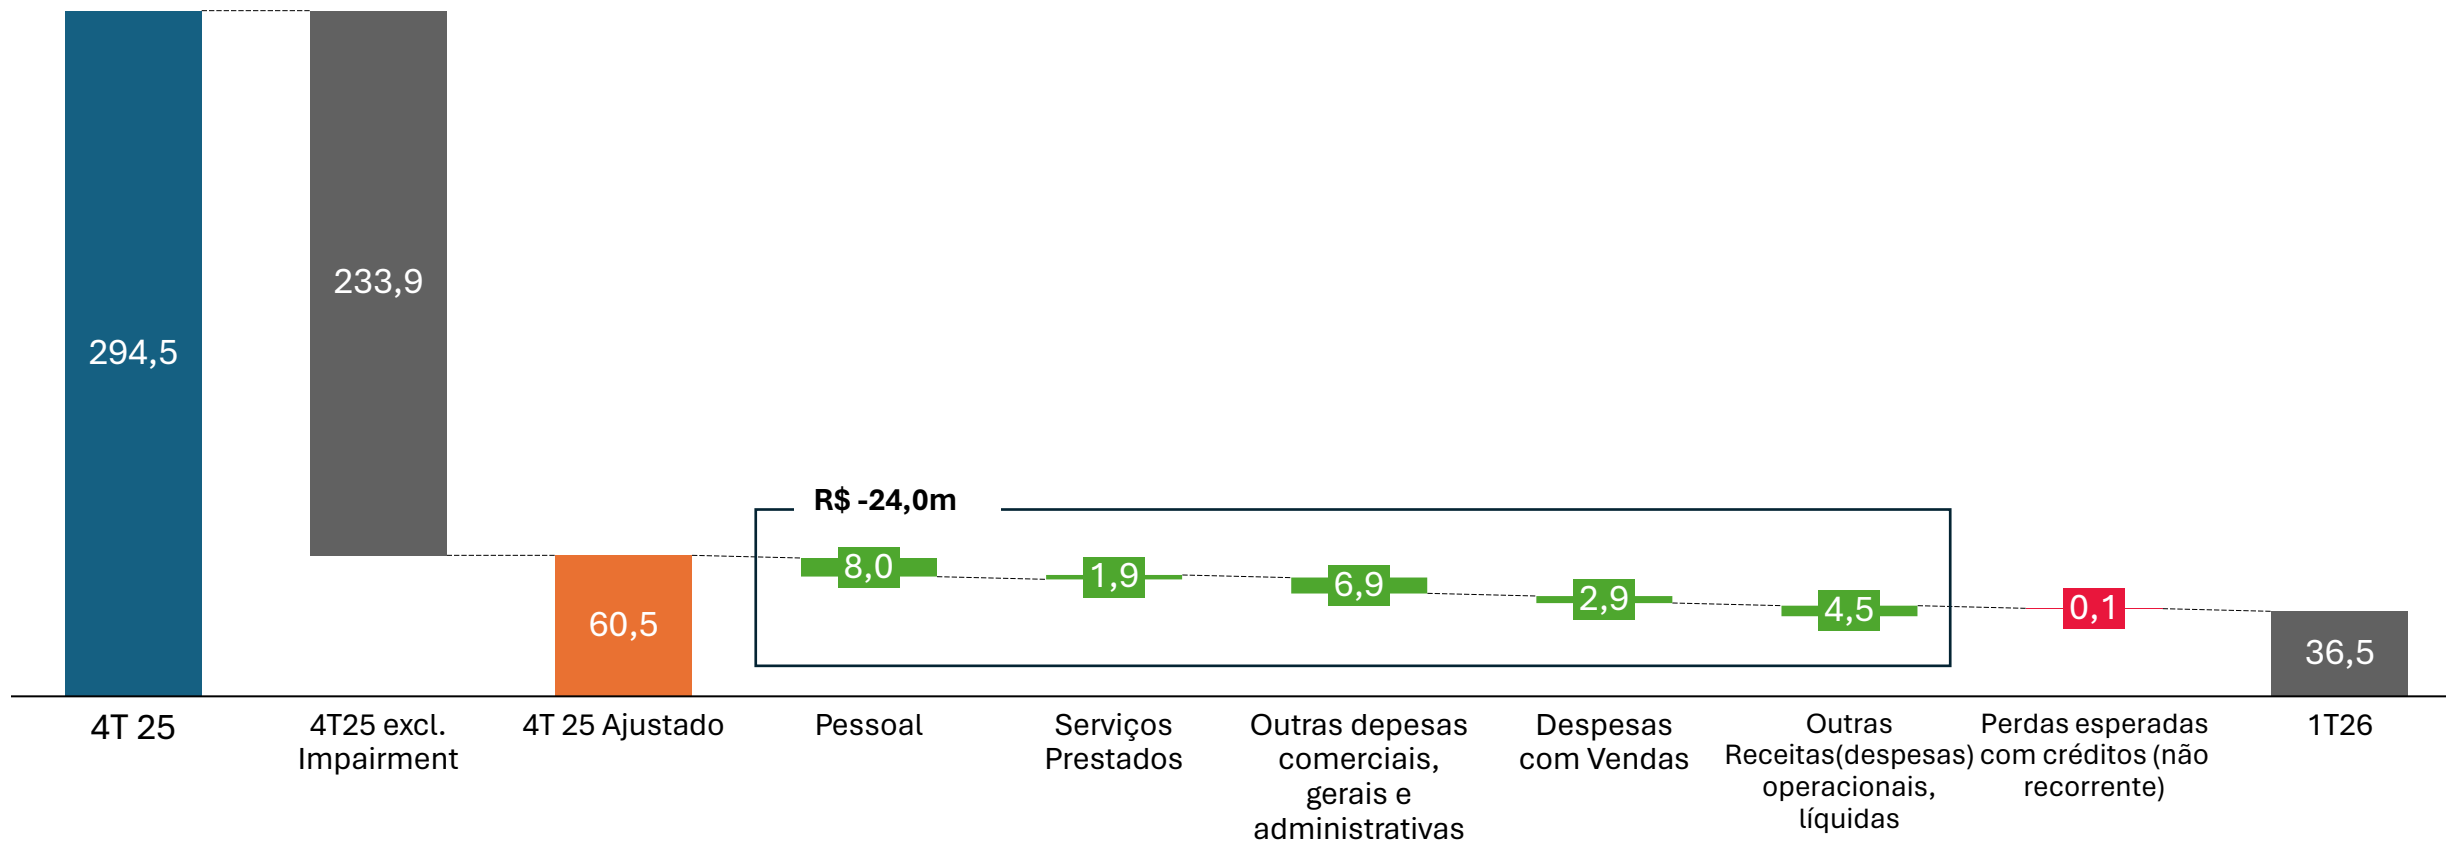 294,5
233,9
60,5
R$ -24,0m
8,0
1,9
6,9
2,9
4,5
0,1
36,5
4T 25
4T25 excl.
Impairment
4T 25 Ajustado
Pessoal
Serviços
Prestados
Outras depesas
comerciais,
gerais e
administrativas
Despesas
com Vendas
Outras
Receitas(despesas)
operacionais,
líquidas
Perdas esperadas
com créditos (não
recorrente)
1T26